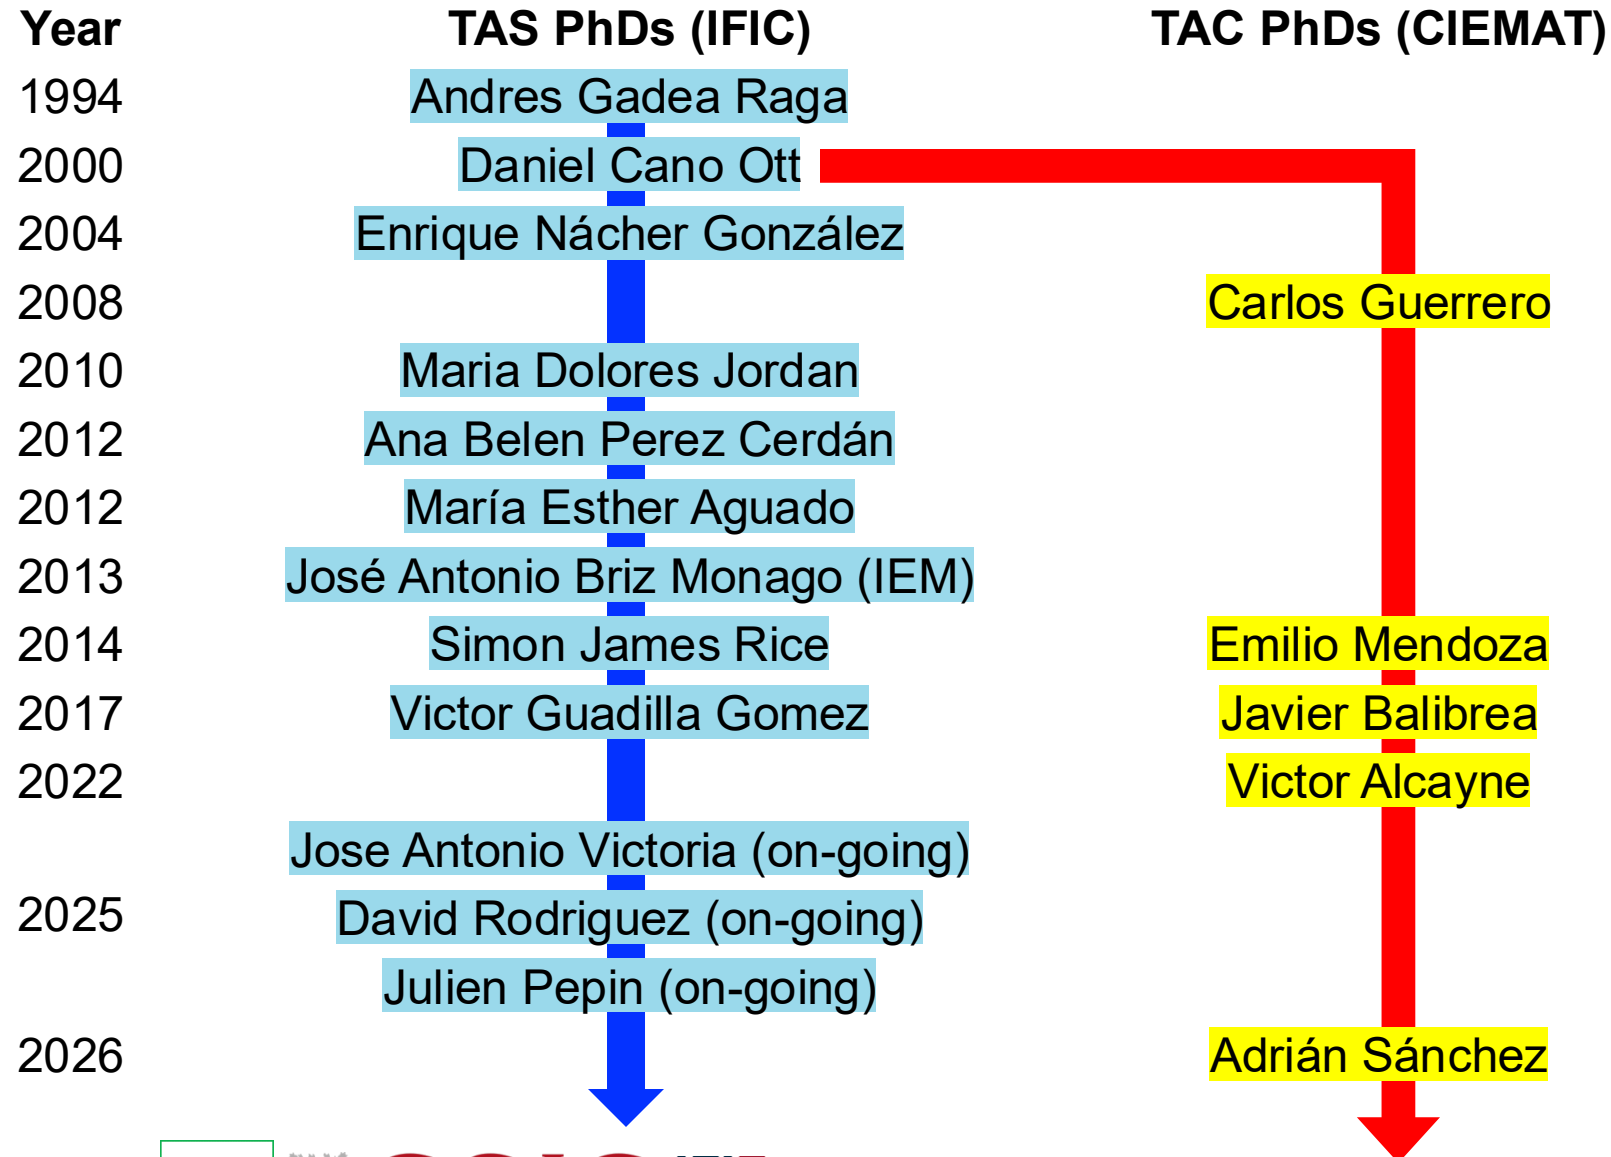 Year TAS PhDs (IFIC) TAC PhDs (CIEMAT)
1994 Andres Gadea Raga
2000 Daniel Cano Ott
2004 Enrique Nácher González
2008 Carlos Guerrero
2010 Maria Dolores Jordan
2012 Ana Belen Perez Cerdán
2012 María Esther Aguado
2013 José Antonio Briz Monago (IEM)
2014 Simon James Rice Emilio Mendoza
2017 Victor Guadilla Gomez Javier Balibrea
2022 Victor Alcayne
Jose Antonio Victoria (on-going)
2025 David Rodriguez (on-going)
Julien Pepin (on-going)
2026 Adrián Sánchez